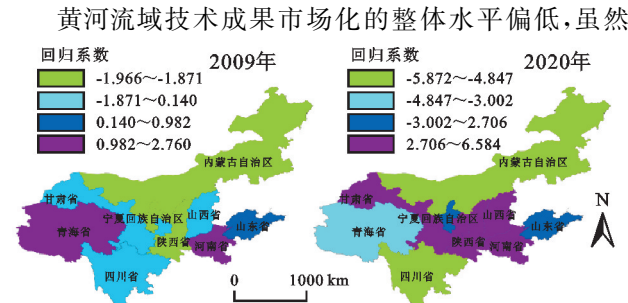 黄河流域技术成果市场化的整体水平偏低,虽然
回归系数
2009年
-1.966～-1.871
-1.871～0.140
0.140～0.982
0.982～2.760
内蒙古自治区
甘肃省
宁夏回族自治区
山西省
山东省
青海省
陕西省
河南省
四川省
0 1000 km
回归系数
2020年
-5.872～-4.847
-4.847～-3.002
-3.002～2.706
2.706～6.584
内蒙古自治区
N
甘肃省
宁夏回族自治区
山西省
山东省
青海省
陕西省
河南省
四川省